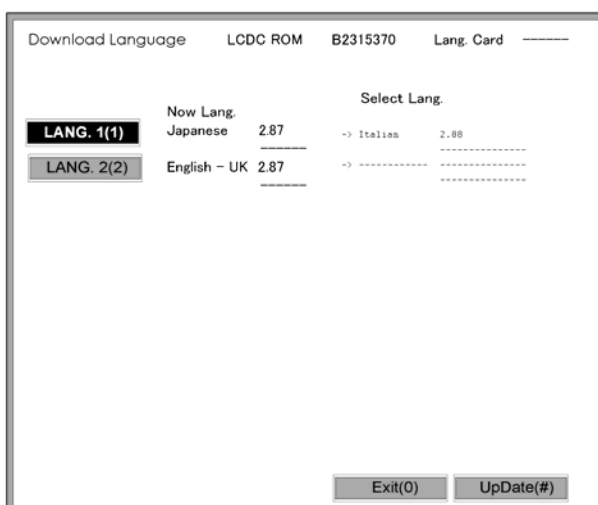 Download Language LCDC ROM B2315370 Lang. Card ------
Select Lang.
Now Lang.
LANG. 1(1) Japanese 2.87 -> Italian 2.88
------ ---------------
LANG. 2(2) English - UK 2.87 -> ------------ ---------------
------ ---------------
Exit(0) UpDate(#)